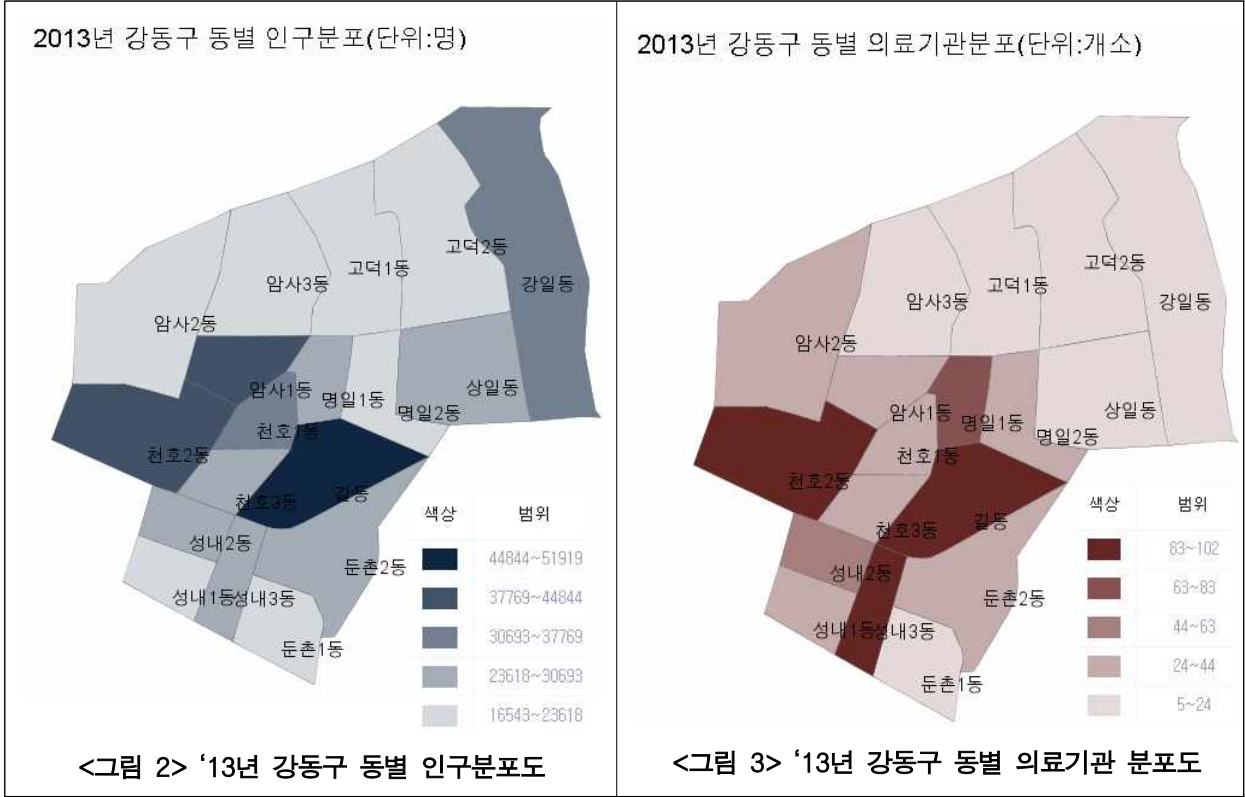 2013년 강동구 동별 인구분포(단위:명)
암사3동
고덕1동
고덕2동
강일동
암사2동
암사1동
명일1동
명일2동
상일동
천호1동
천호2동
천호3동
길동
성내2동
둔촌2동
성내1동
성내3동
둔촌1동
색상 범위
44844~51919
37769~44844
30693~37769
23618~30693
16543~23618
<그림 2> ‘13년 강동구 동별 인구분포도
2013년 강동구 동별 의료기관분포(단위:개소)
암사3동
고덕1동
고덕2동
강일동
암사2동
암사1동
명일1동
명일2동
상일동
천호1동
천호2동
천호3동
길동
성내2동
둔촌2동
성내1동
성내3동
둔촌1동
색상 범위
83~102
63~83
44~63
24~44
5~24
<그림 3> ‘13년 강동구 동별 의료기관 분포도